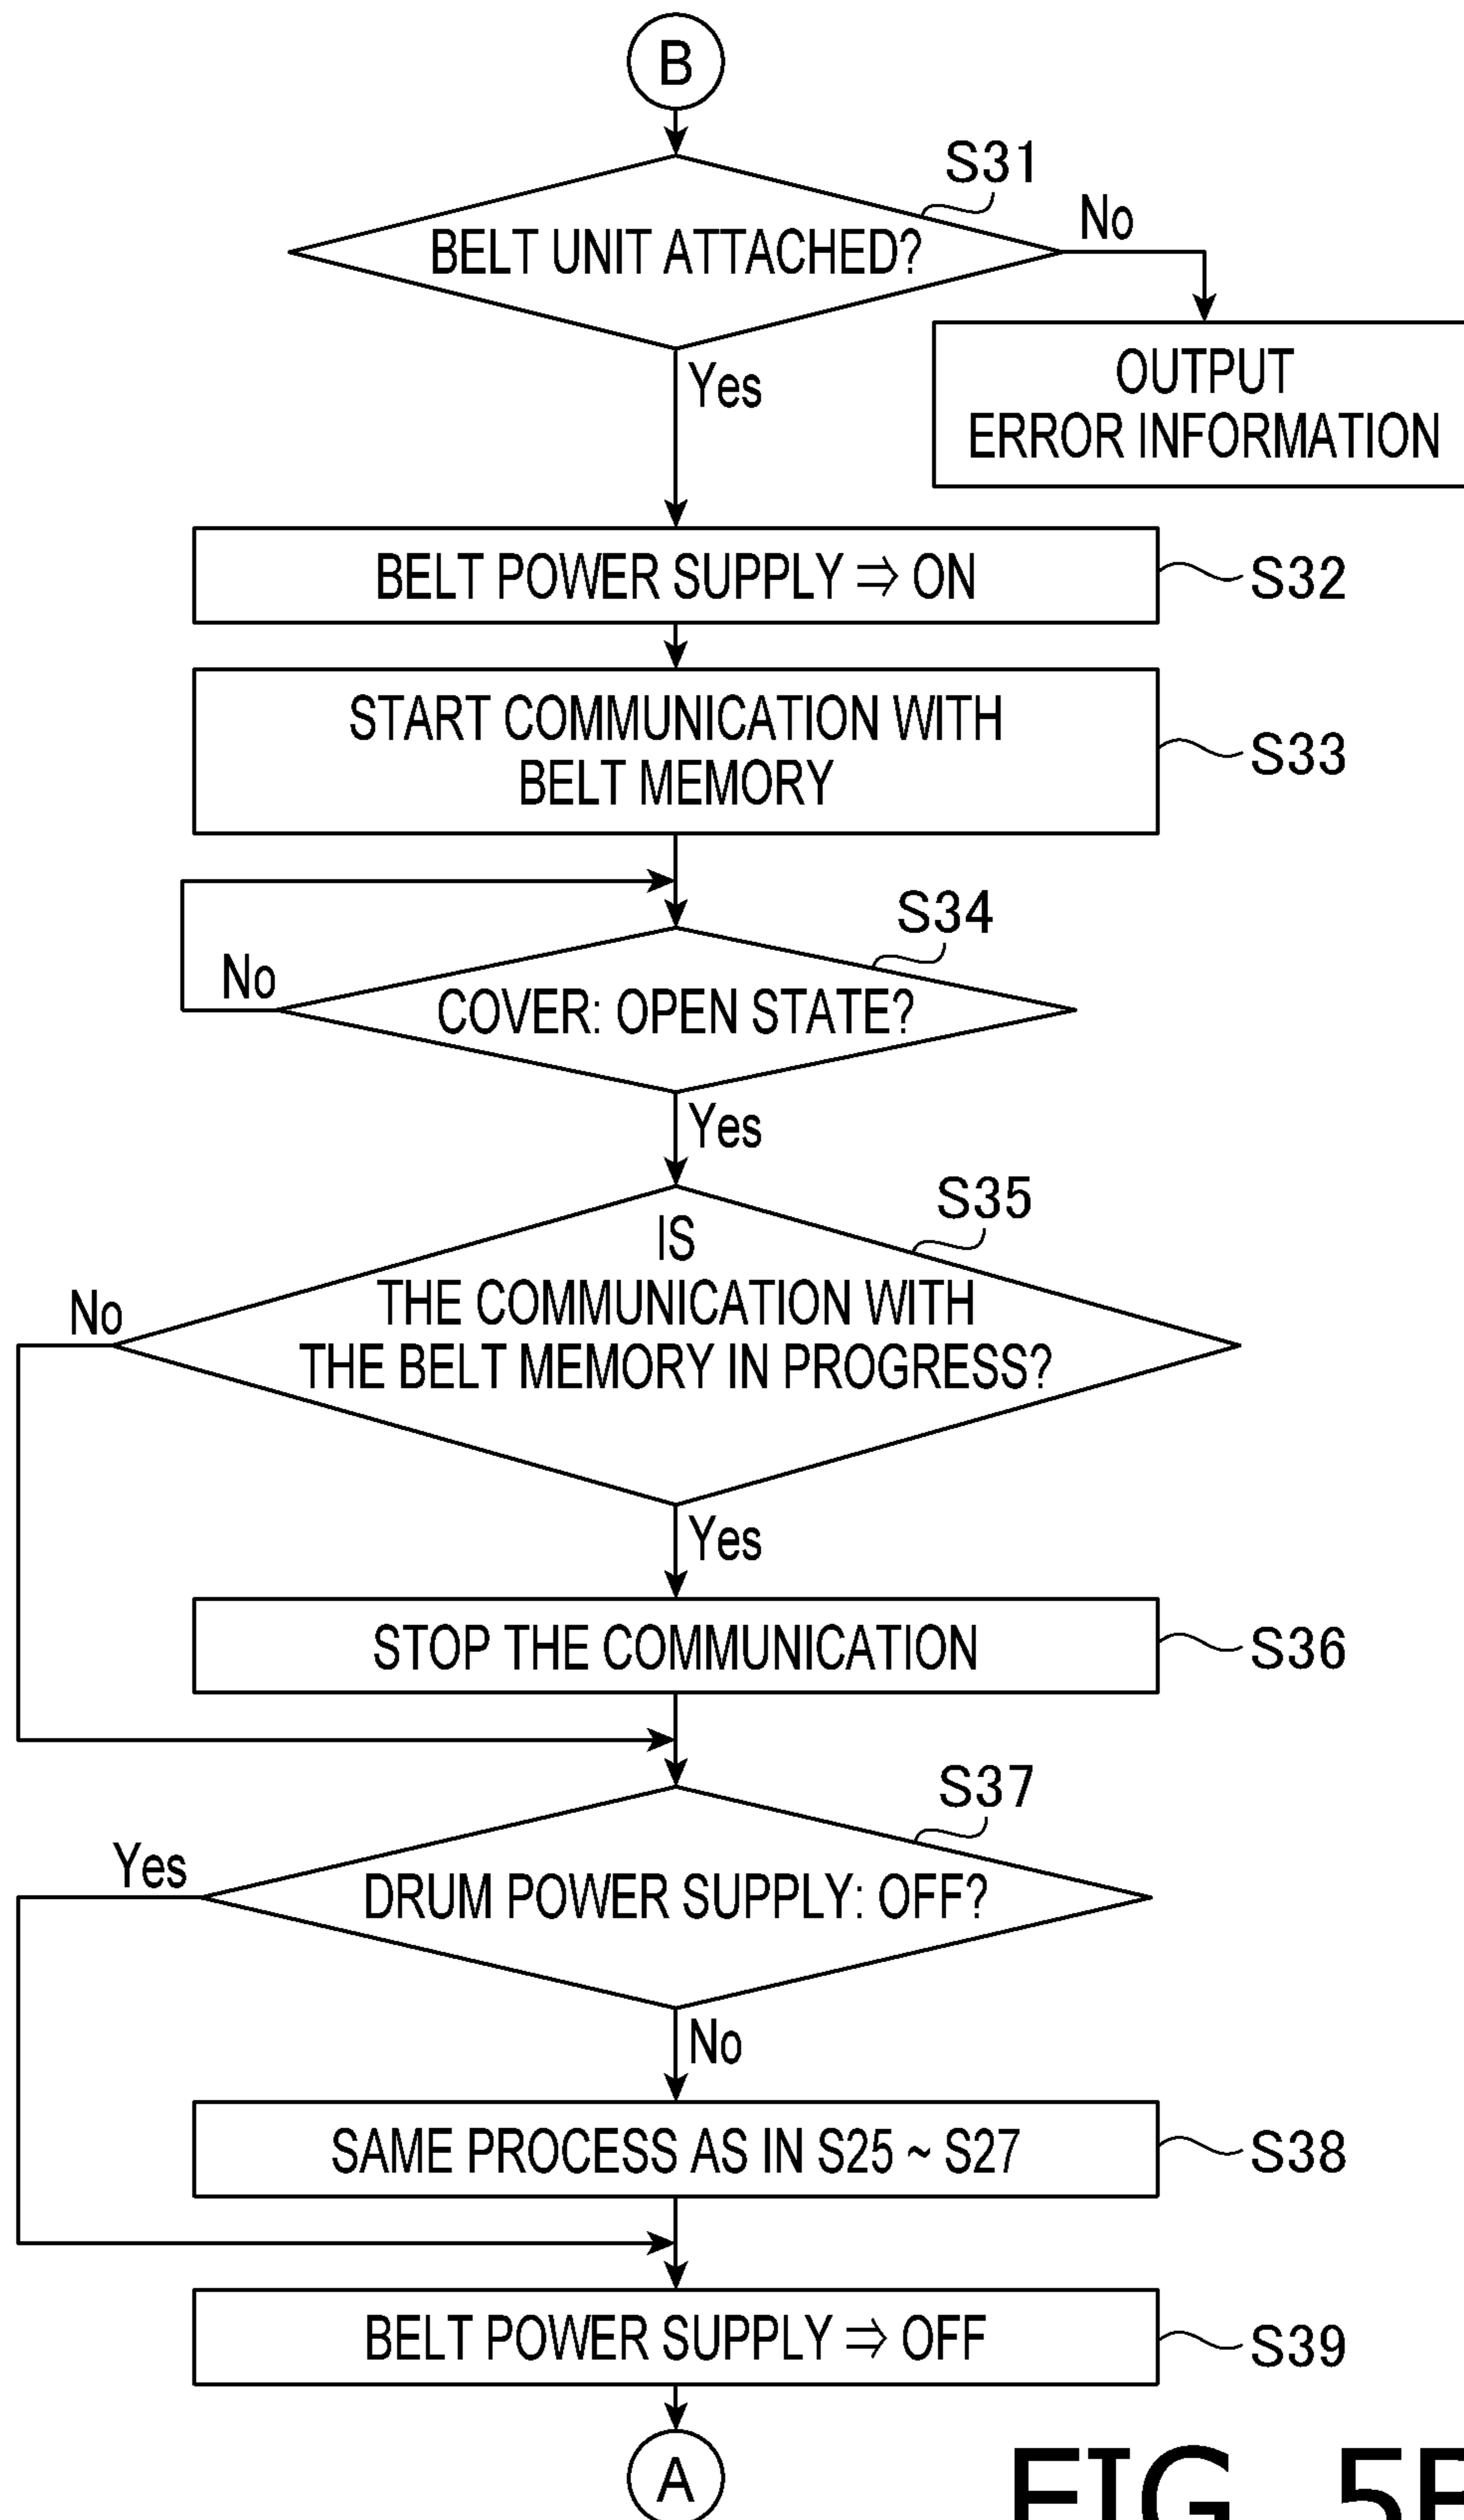 B
S31
No
BELT UNIT ATTACHED?
OUTPUT
ERROR INFORMATION
Yes
BELT POWER SUPPLY ⇒ ON
S32
START COMMUNICATION WITH
BELT MEMORY
S33
S34
No
COVER: OPEN STATE?
Yes
S35
IS
THE COMMUNICATION WITH
THE BELT MEMORY IN PROGRESS?
No
Yes
STOP THE COMMUNICATION
S36
S37
Yes
DRUM POWER SUPPLY: OFF?
No
SAME PROCESS AS IN S25 ~ S27
S38
BELT POWER SUPPLY ⇒ OFF
S39
A
FIG. 5